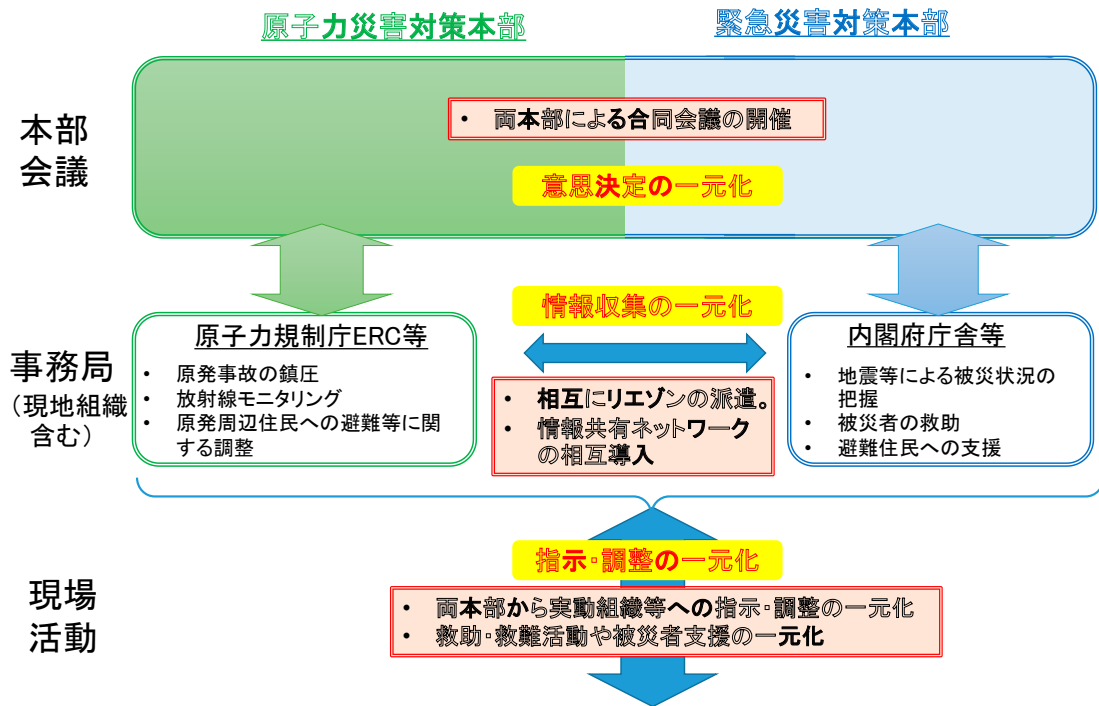 原子力災害対策本部
緊急災害対策本部
本部
会議
• 両本部による合同会議の開催
意思決定の一元化
情報収集の一元化
事務局
（現地組織
含む）
原子力規制庁ERC等
• 原発事故の鎮圧
• 放射線モニタリング
• 原発周辺住民への避難等に関
する調整
• 相互にリエゾンの派遣。
• 情報共有ネットワーク
の相互導入
内閣府庁舎等
• 地震等による被災状況の
把握
• 被災者の救助
• 避難住民への支援
指示・調整の一元化
現場
活動
• 両本部から実動組織等への指示・調整の一元化
• 救助・救難活動や被災者支援の一元化